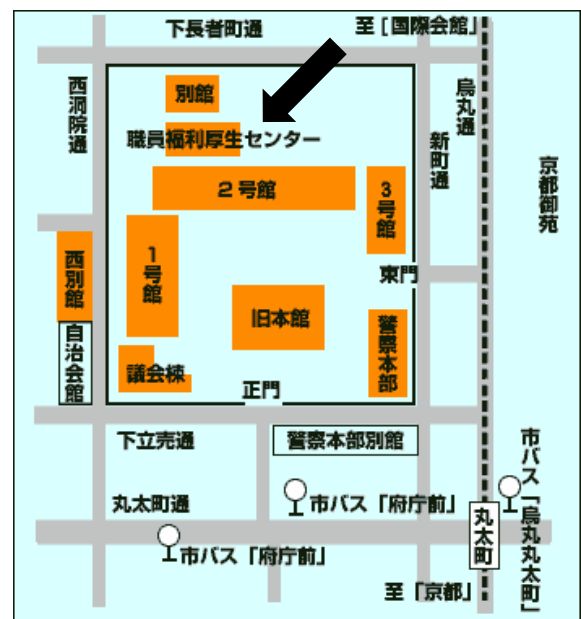 下長者町通
至［国際会館」
西洞院通
別館
烏丸通
職員福利厚生センター
新町通
京都御苑
２号館
３号館
１号館
西別館
東門
旧本館
警察本部
自治会館
議会棟
正門
下立売通
警察本部別館
市バス「烏丸丸太町」
丸太町通
市バス「府庁前」
丸太町
市バス「府庁前」
至「京都」